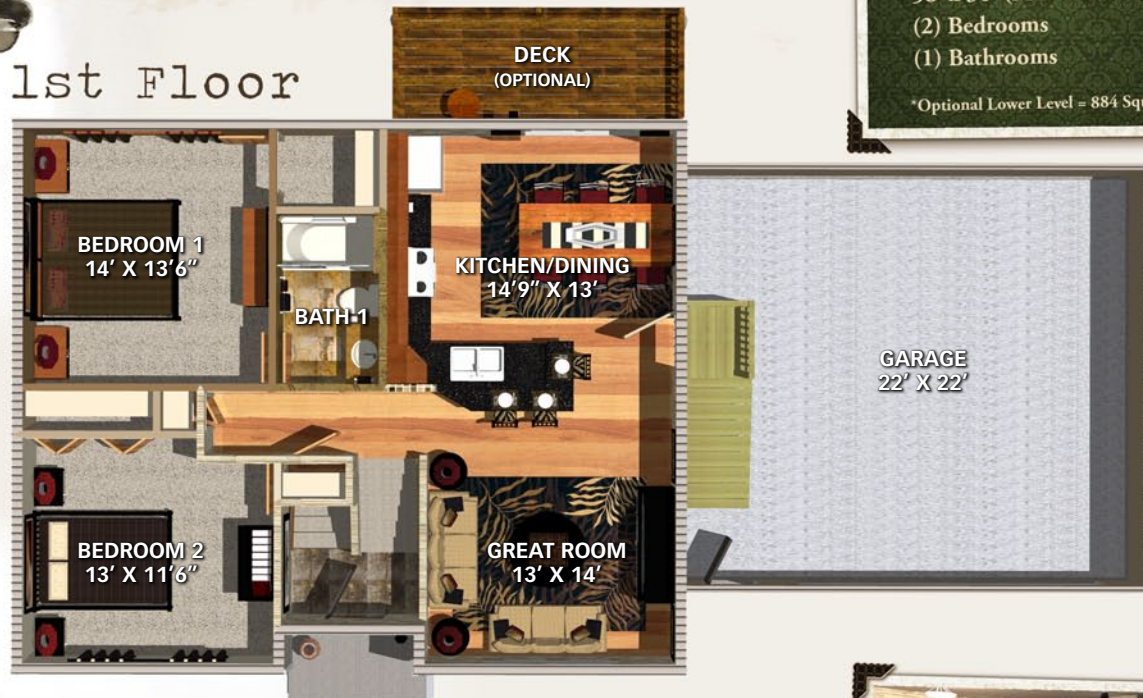 1st Floor
DECK
(OPTIONAL)
(2) Bedrooms
(1) Bathrooms
*Optional Lower Level = 884
BEDROOM 1
14' X 13'6"
BATH 1
KITCHEN/DINING
14'9" X 13'
GARAGE
22' X 22'
BEDROOM 2
13' X 11'6"
GREAT ROOM
13' X 14'